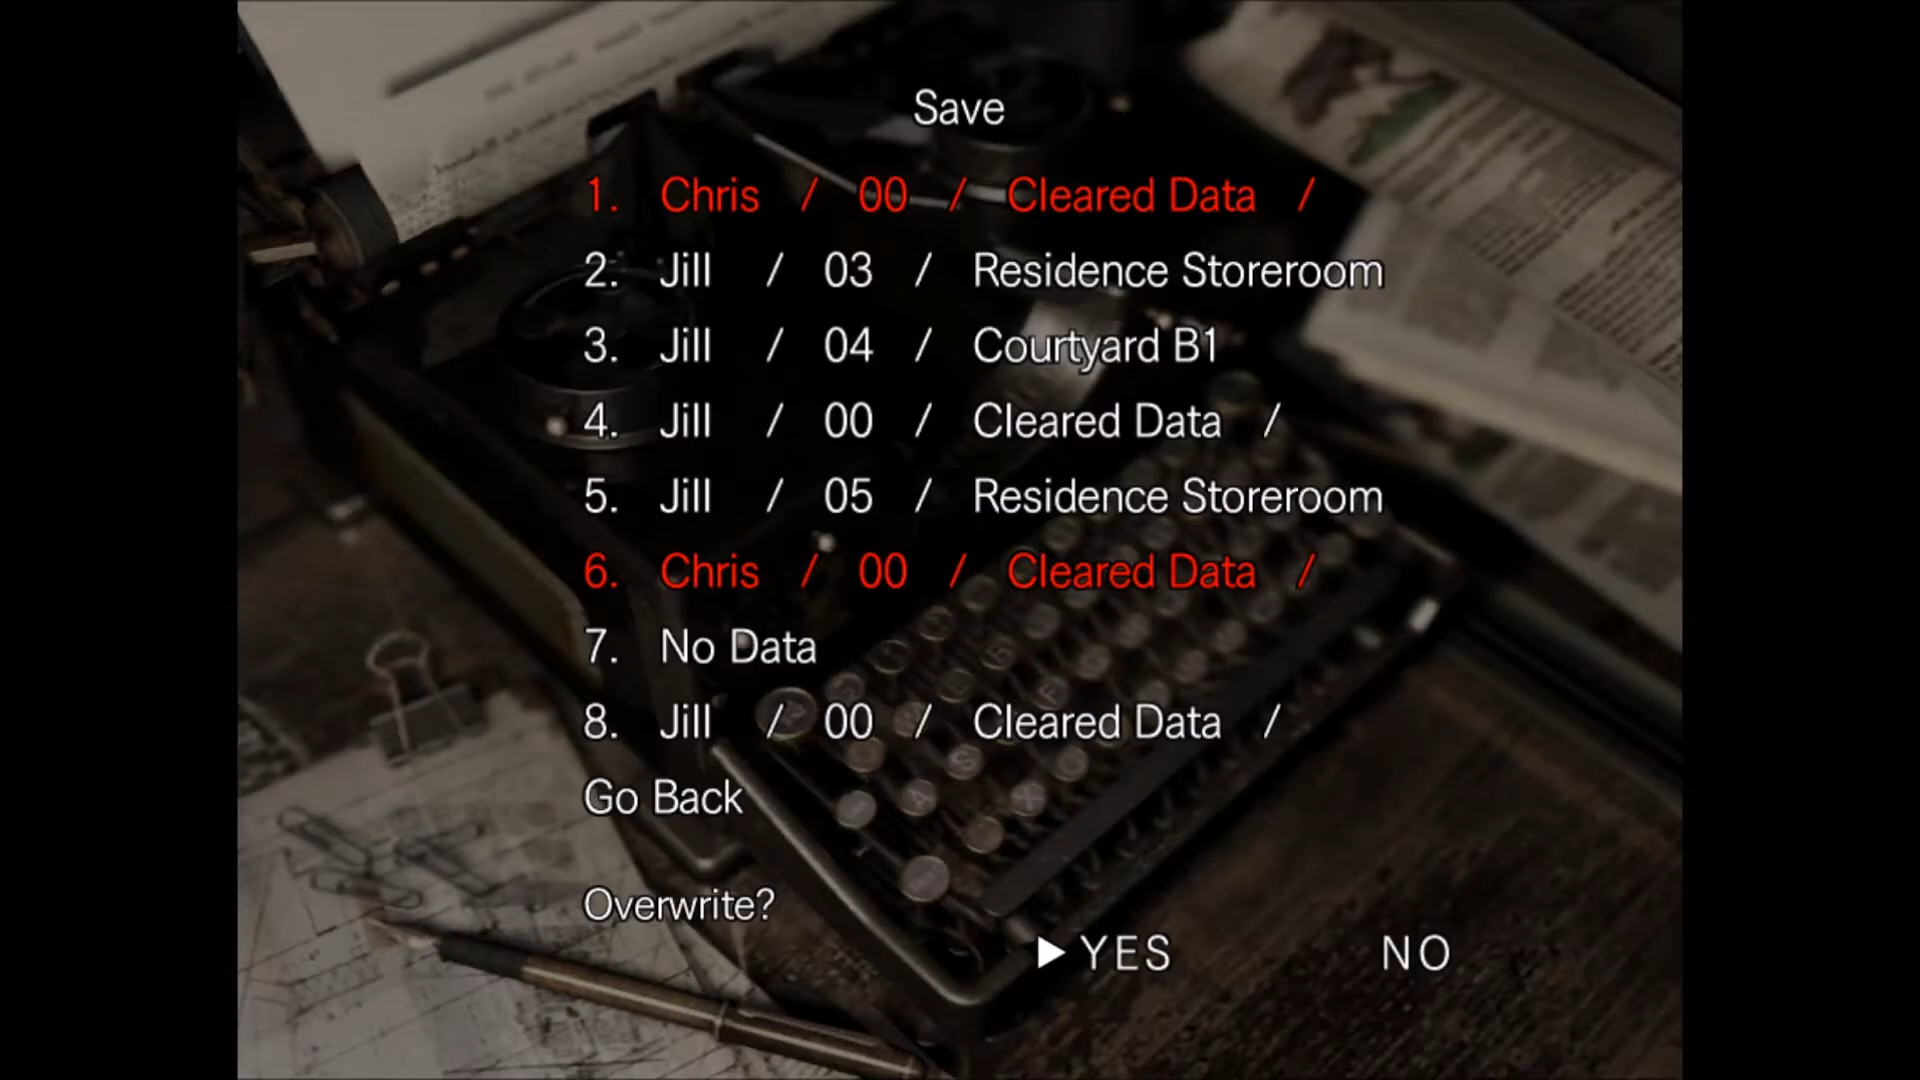 Save
1. Chris / 00 / Cleared Data /
2. Jill / 03 / Residence Storeroom
3. Jill / 04 / Courtyard B1
4. Jill / 00 / Cleared Data /
5. Jill / 05 / Residence Storeroom
6. Chris / 00 / Cleared Data /
7. No Data
8. Jill / 00 / Cleared Data /
Go Back
Overwrite?
YES NO